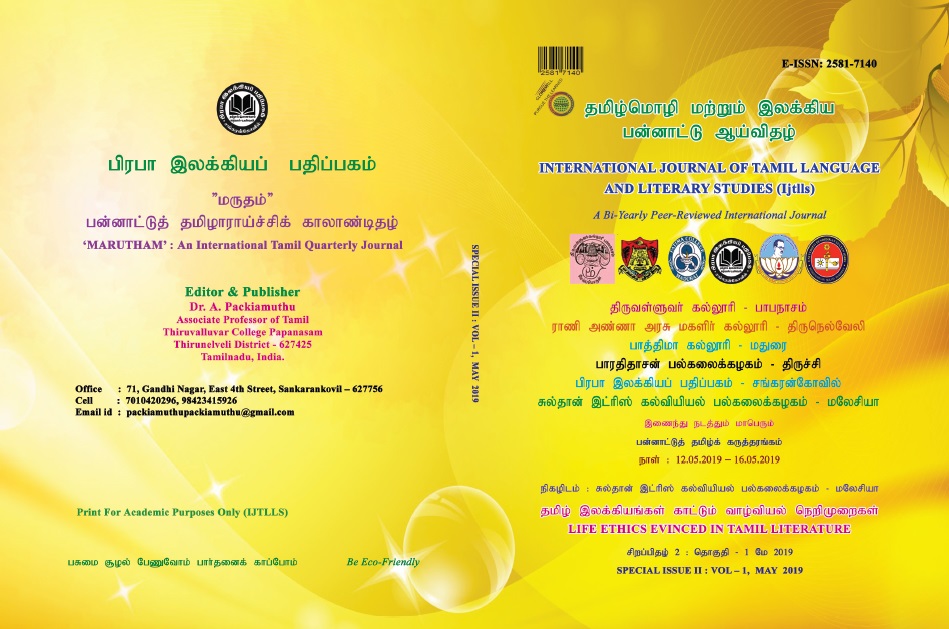 பிரபா இலக்கியப் பதிப்பகம்
"மருதம்"
பன்னாட்டுத் தமிழாராய்ச்சிக் காலாண்டிதழ்
‘MARUTHAM’ : An International Tamil Quarterly Journal
Editor & Publisher
Dr. A. Packiamuthu
Associate Professor of Tamil
Thiruvalluvar College Papanasam
Thirunelveli District - 627425
Tamilnadu, India.
Office : 71, Gandhi Nagar, East 4th Street, Sankarankovil – 627756
Cell : 7010420296, 98423415926
Email id : packiamuthupackiamuthu@gmail.com
Print For Academic Purposes Only (IJTLLS)
பசுமை சூழல் பேணுவோம் பார்தனைக் காப்போம்
Be Eco-Friendly
SPECIAL ISSUE II : VOL – 1, MAY 2019
2581 7140
E-ISSN: 2581-7140
தமிழ்மொழி மற்றும் இலக்கிய
பன்னாட்டு ஆய்விதழ்
INTERNATIONAL JOURNAL OF TAMIL LANGUAGE
AND LITERARY STUDIES (Ijtlls)
A Bi-Yearly Peer-Reviewed International Journal
திருவள்ளுவர் கல்லூரி - பாபநாசம்
ராணி அண்ணா அரசு மகளிர் கல்லூரி - திருநெல்வேலி
பாத்திமா கல்லூரி - மதுரை
பாரதிதாசன் பல்கலைக்கழகம் - திருச்சி
பிரபா இலக்கியப் பதிப்பகம் - சங்கரன்கோவில்
சுல்தான் இட்ரிஸ் கல்வியியல் பல்கலைக்கழகம் - மலேசியா
இணைந்து நடத்தும் மாபெரும்
பன்னாட்டுத் தமிழ்க் கருத்தரங்கம்
நாள் : 12.05.2019 – 16.05.2019
நிகழிடம் : சுல்தான் இட்ரிஸ் கல்வியியல் பல்கலைக்கழகம் - மலேசியா
தமிழ் இலக்கியங்கள் காட்டும் வாழ்வியல் நெறிமுறைகள்
LIFE ETHICS EVINCED IN TAMIL LITERATURE
சிறப்பிதழ் 2 : தொகுதி - 1 மே 2019
SPECIAL ISSUE II : VOL – 1, MAY 2019